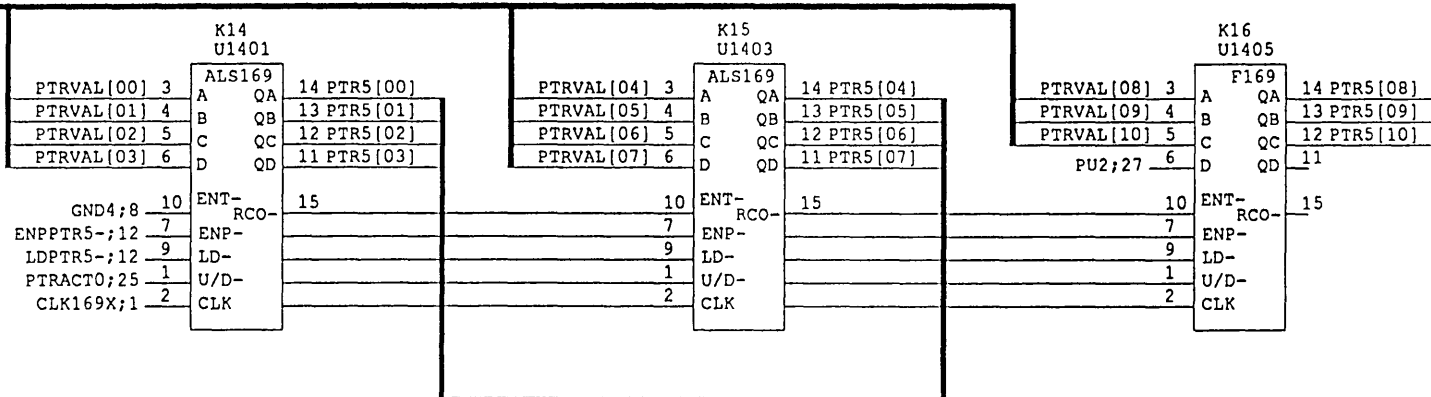 K14 K15 K16
U1401 U1403 U1405
ALS169 ALS169 F169
PTRVAL[00] 3 A QA 14 PTR5[00] PTRVAL[04] 3 A QA 14 PTR5[04] PTRVAL[08] 3 A QA 14 PTR5[08]
PTRVAL[01] 4 B QB 13 PTR5[01] PTRVAL[05] 4 B QB 13 PTR5[05] PTRVAL[09] 4 B QB 13 PTR5[09]
PTRVAL[02] 5 C QC 12 PTR5[02] PTRVAL[06] 5 C QC 12 PTR5[06] PTRVAL[10] 5 C QC 12 PTR5[10]
PTRVAL[03] 6 D QD 11 PTR5[03] PTRVAL[07] 6 D QD 11 PTR5[07] PU2;27 6 D QD 11
GND4;8 10 ENT- RCO- 15 10 ENT- RCO- 15 10 ENT- RCO- 15
ENPPTR5-;12 7 ENP- 7 ENP- 7 ENP-
LDPTR5-;12 9 LD- 9 LD- 9 LD-
PTRACT0;25 1 U/D- 1 U/D- 1 U/D-
CLK169X;1 2 CLK 2 CLK 2 CLK